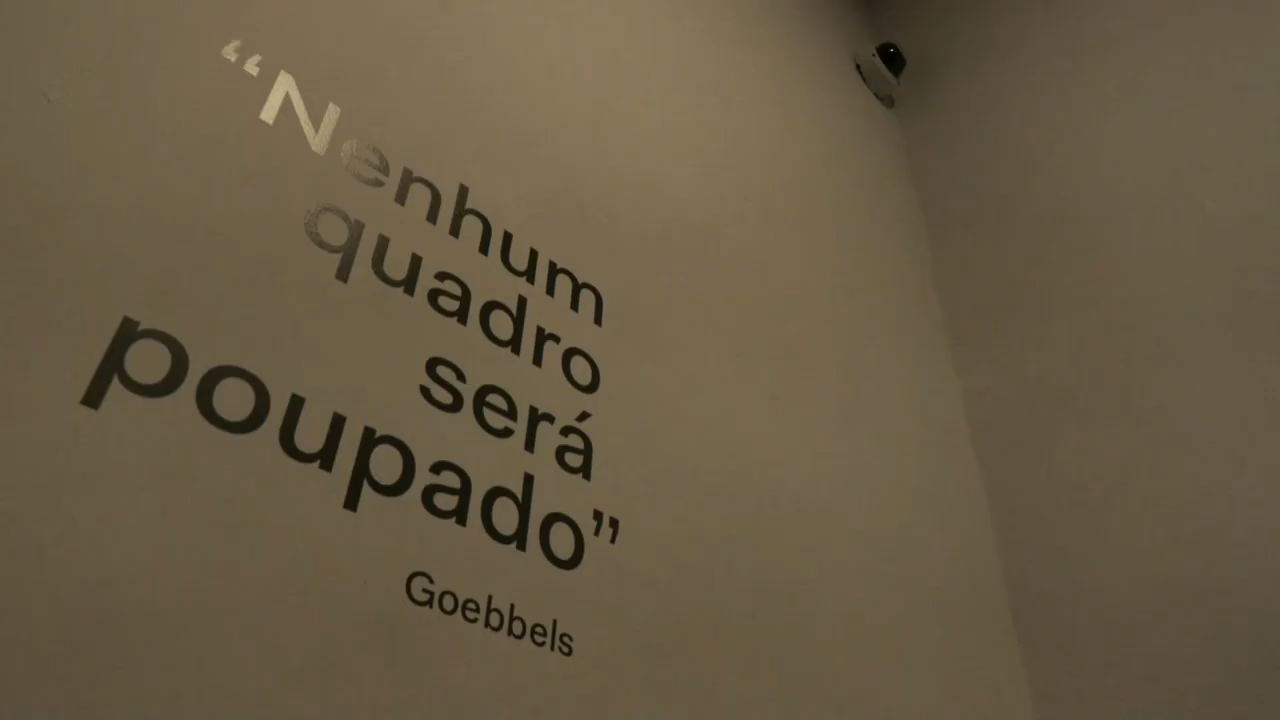 “Nenhum
quadro
será
poupado”
Goebbels